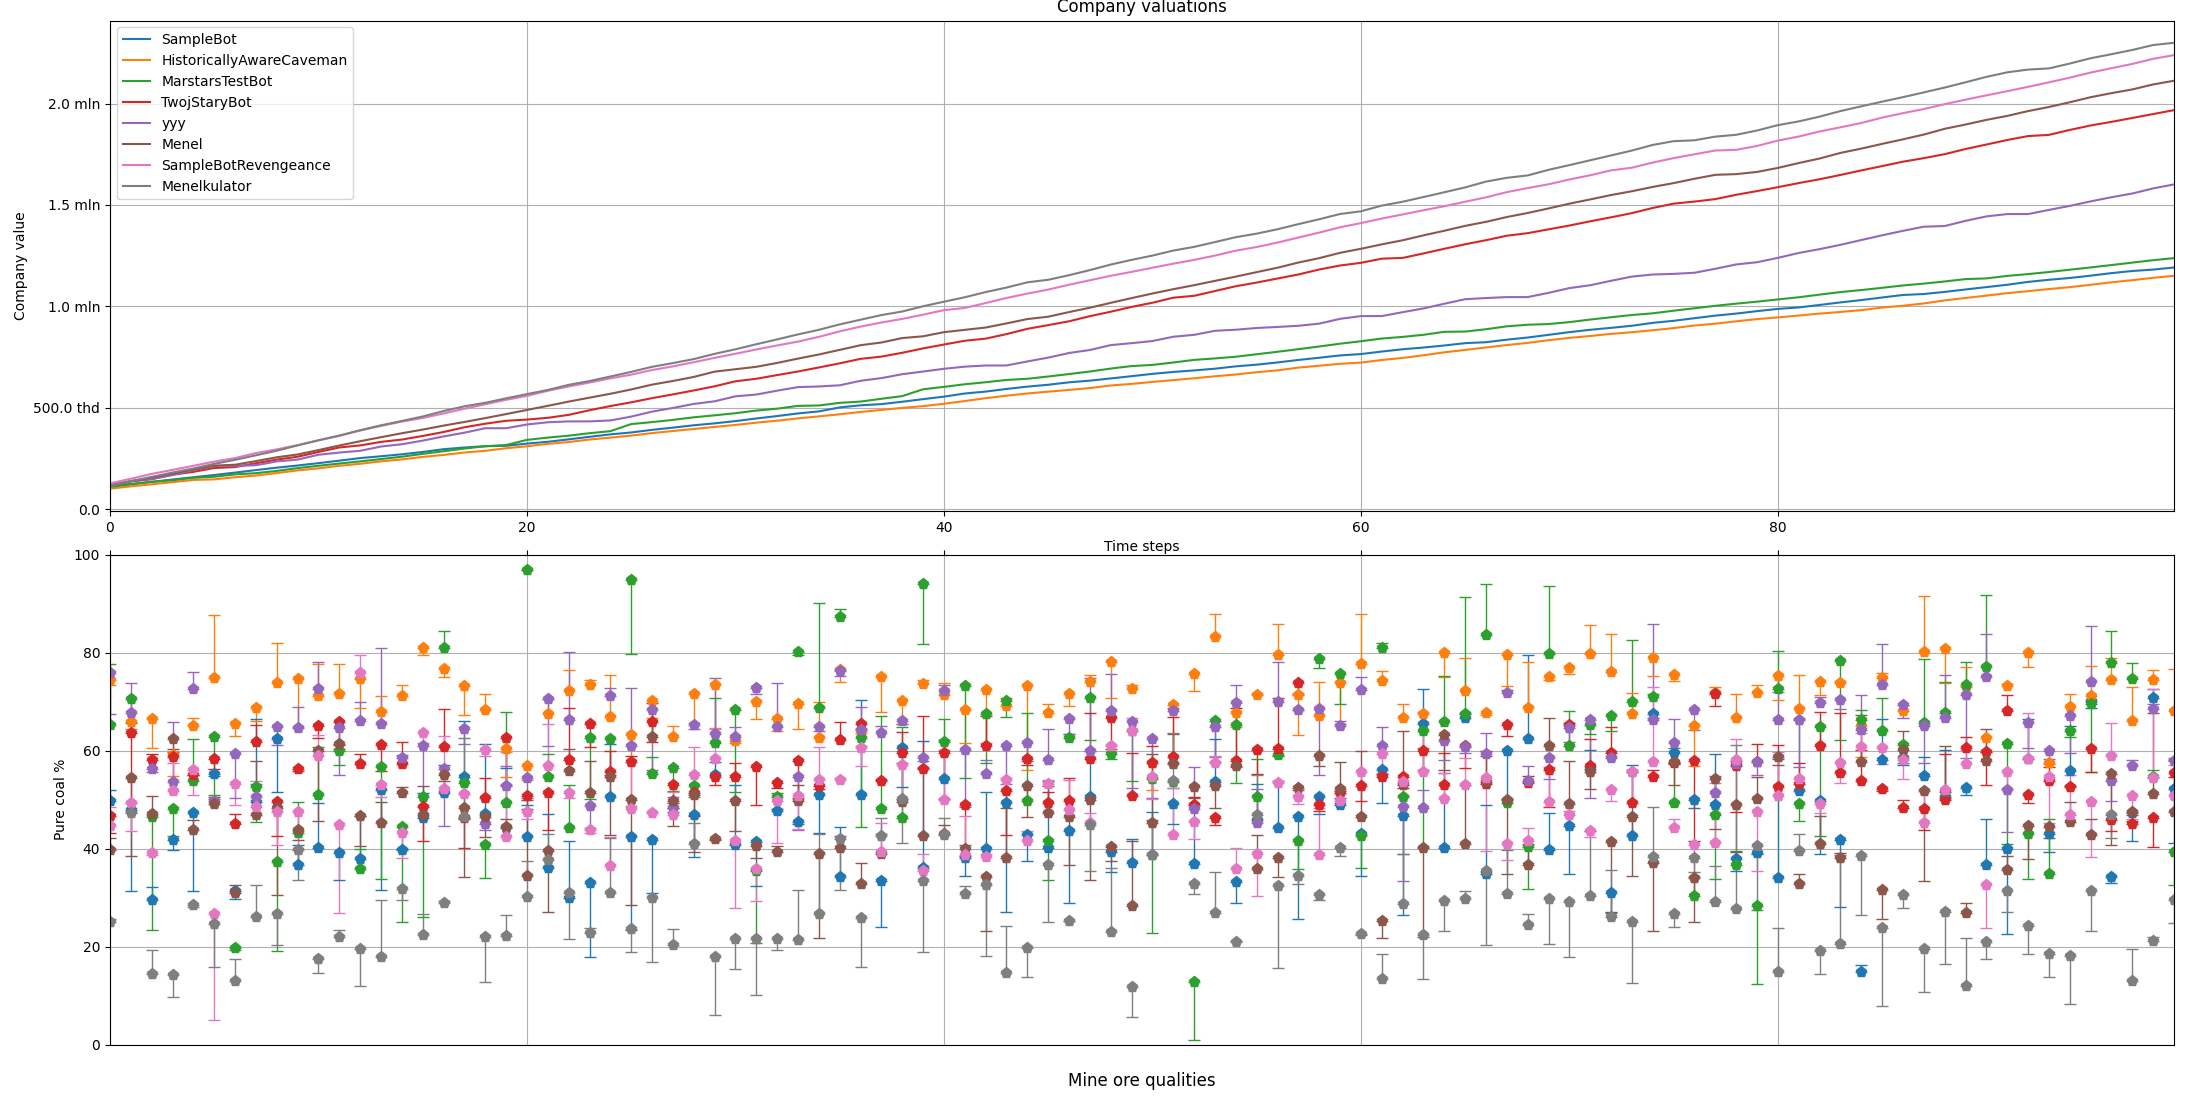 Company valuations
SampleBot
HistoricallyAwareCaveman
MarstarsTestBot
TwojStaryBot
yyy
Menel
SampleBotRevengeance
Menelkulator
Company value
2.0 mln
1.5 mln
1.0 mln
500.0 thd
0.0
0 20 40 60 80
Time steps
Pure coal %
100
80
60
40
20
0
Mine ore qualities